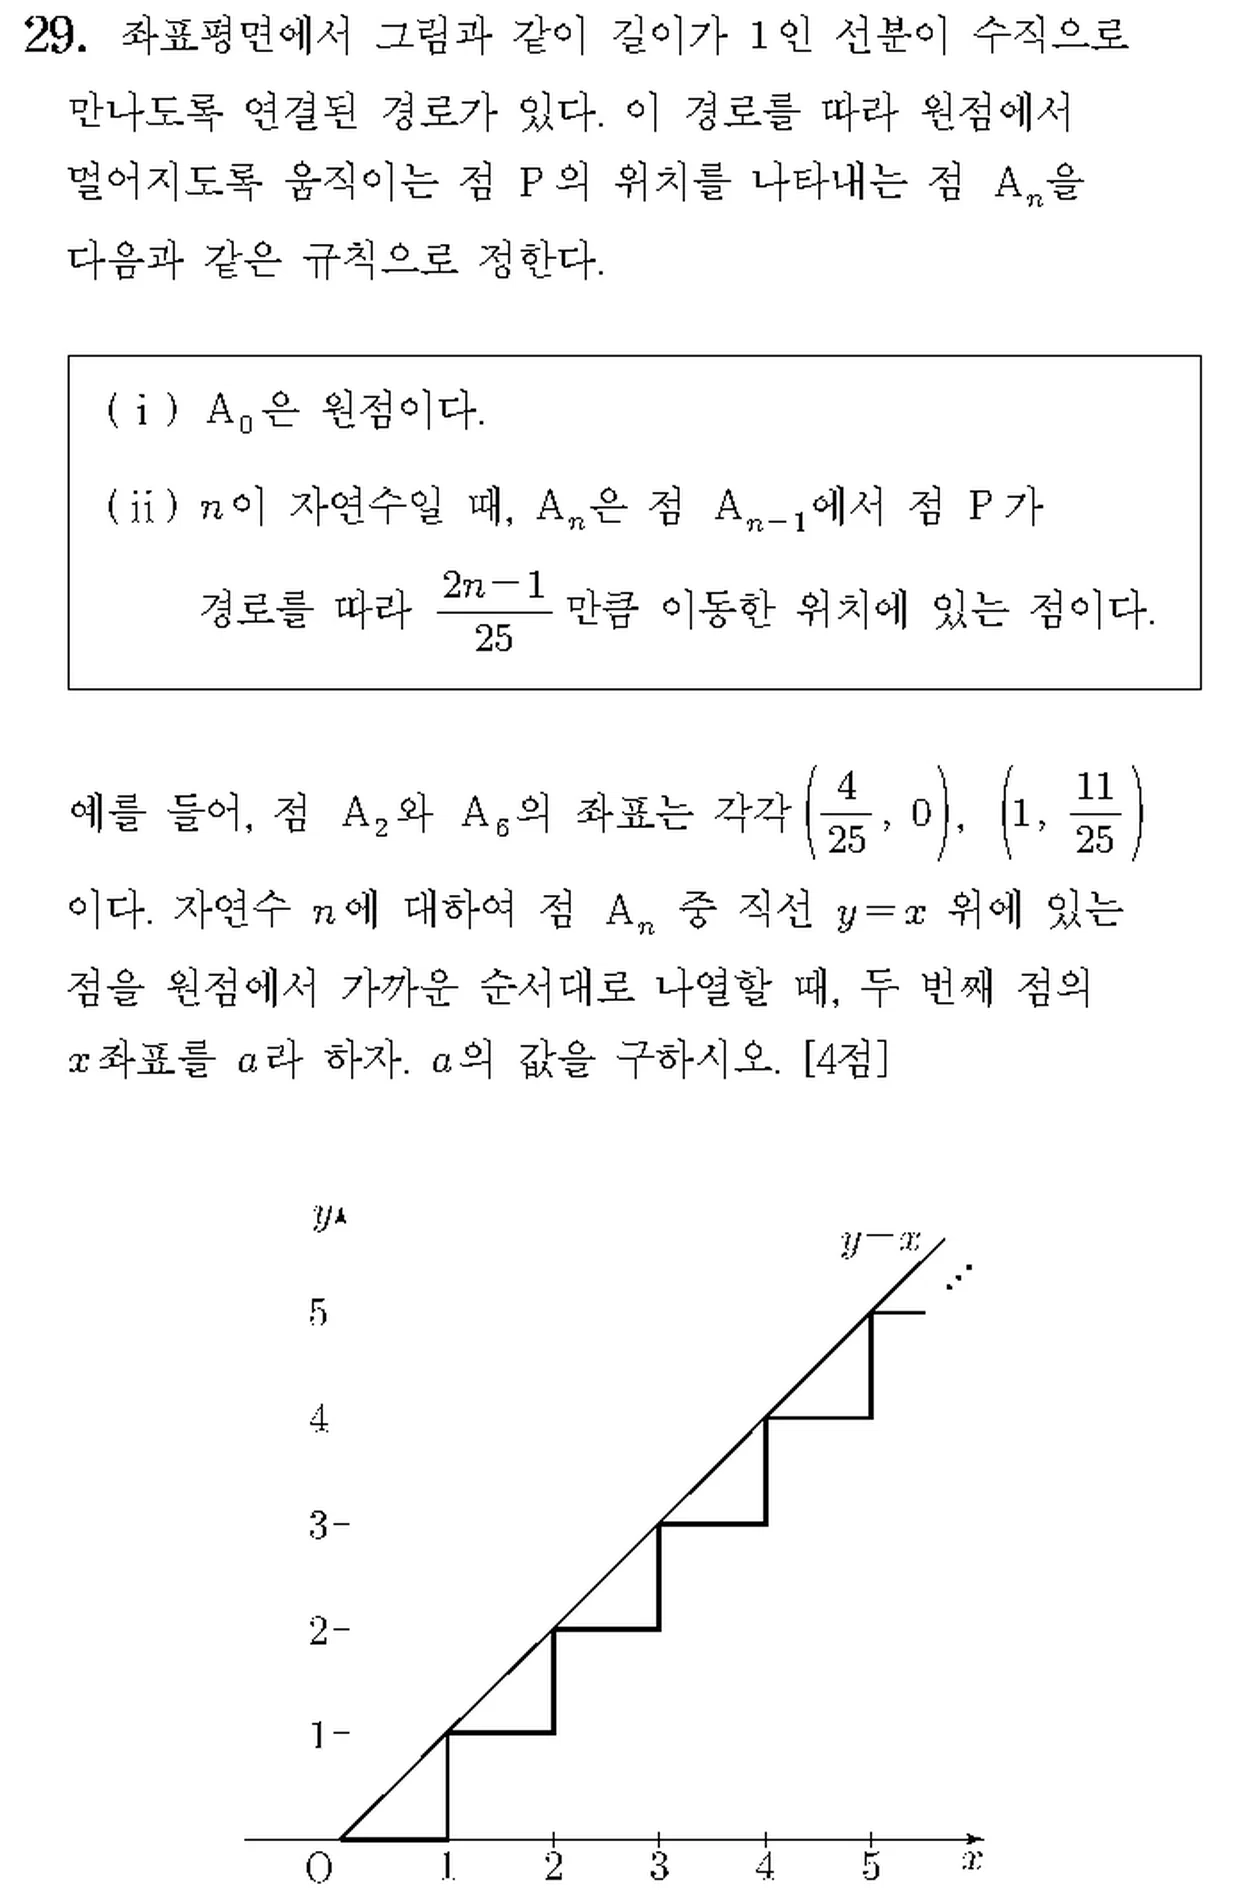 29. 좌표평면에서 그림과 같이 길이가 1인 선분이 수직으로
만나도록 연결된 경로가 있다. 이 경로를 따라 원점에서
멀어지도록 움직이는 점 P의 위치를 나타내는 점 Aₙ을
다음과 같은 규칙으로 정한다.
(ⅰ) A₀은 원점이다.
(ⅱ) n이 자연수일 때, Aₙ은 점 Aₙ₋₁에서 점 P가
경로를 따라 (2n-1)/25 만큼 이동한 위치에 있는 점이다.
예를 들어, 점 A₂와 A₆의 좌표는 각각 (4/25, 0), (1, 11/25)
이다. 자연수 n에 대하여 점 Aₙ 중 직선 y=x 위에 있는
점을 원점에서 가까운 순서대로 나열할 때, 두 번째 점의
x좌표를 a라 하자. a의 값을 구하시오. [4점]
y
y=x
5
4
3
2
1
O 1 2 3 4 5 x